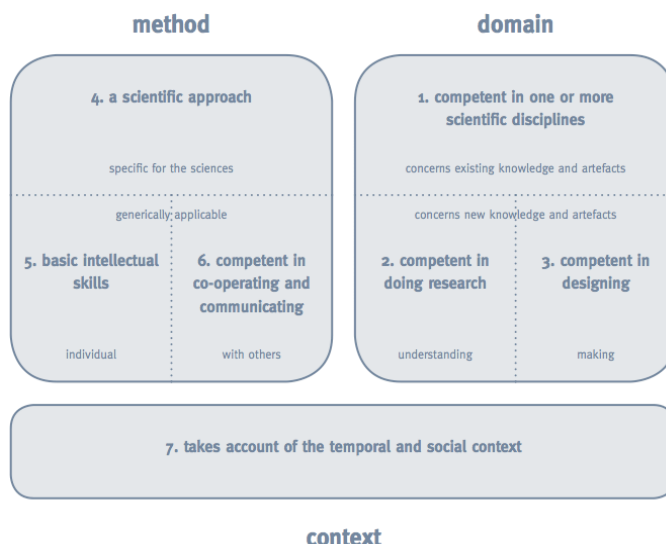 method
domain
4. a scientific approach
specific for the sciences
generically applicable
5. basic intellectual
skills
individual
6. competent in
co-operating and
communicating
with others
1. competent in one or more
scientific disciplines
concerns existing knowledge and artefacts
concerns new knowledge and artefacts
2. competent in
doing research
understanding
3. competent in
designing
making
7. takes account of the temporal and social context
context